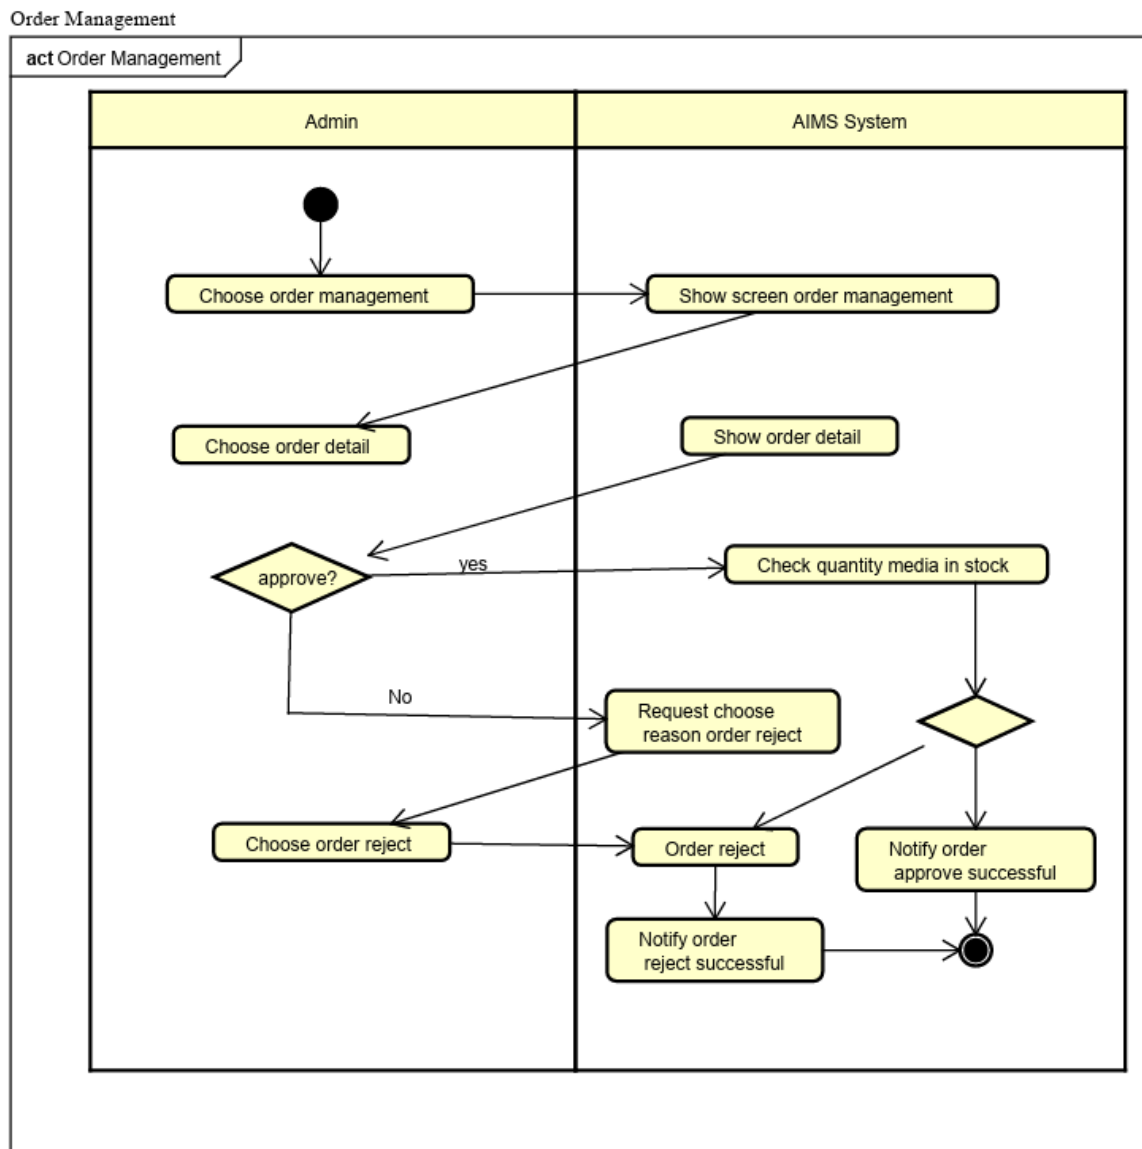 Order Management
act Order Management
Admin
AIMS System
Choose order management
Show screen order management
Choose order detail
Show order detail
approve?
yes
Check quantity media in stock
No
Request choose
reason order reject
Choose order reject
Order reject
Notify order
approve successful
Notify order
reject successful